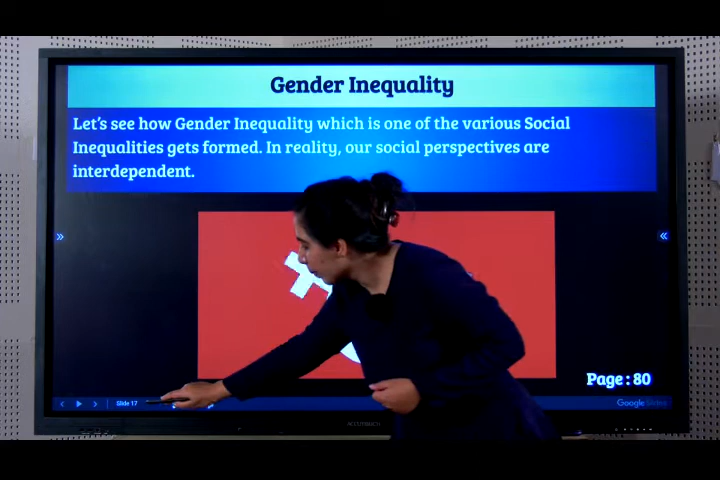 Gender Inequality
Let's see how Gender Inequality which is one of the various Social
Inequalities gets formed. In reality, our social perspectives are
interdependent.
Page : 80
Slide 17
Google Slides